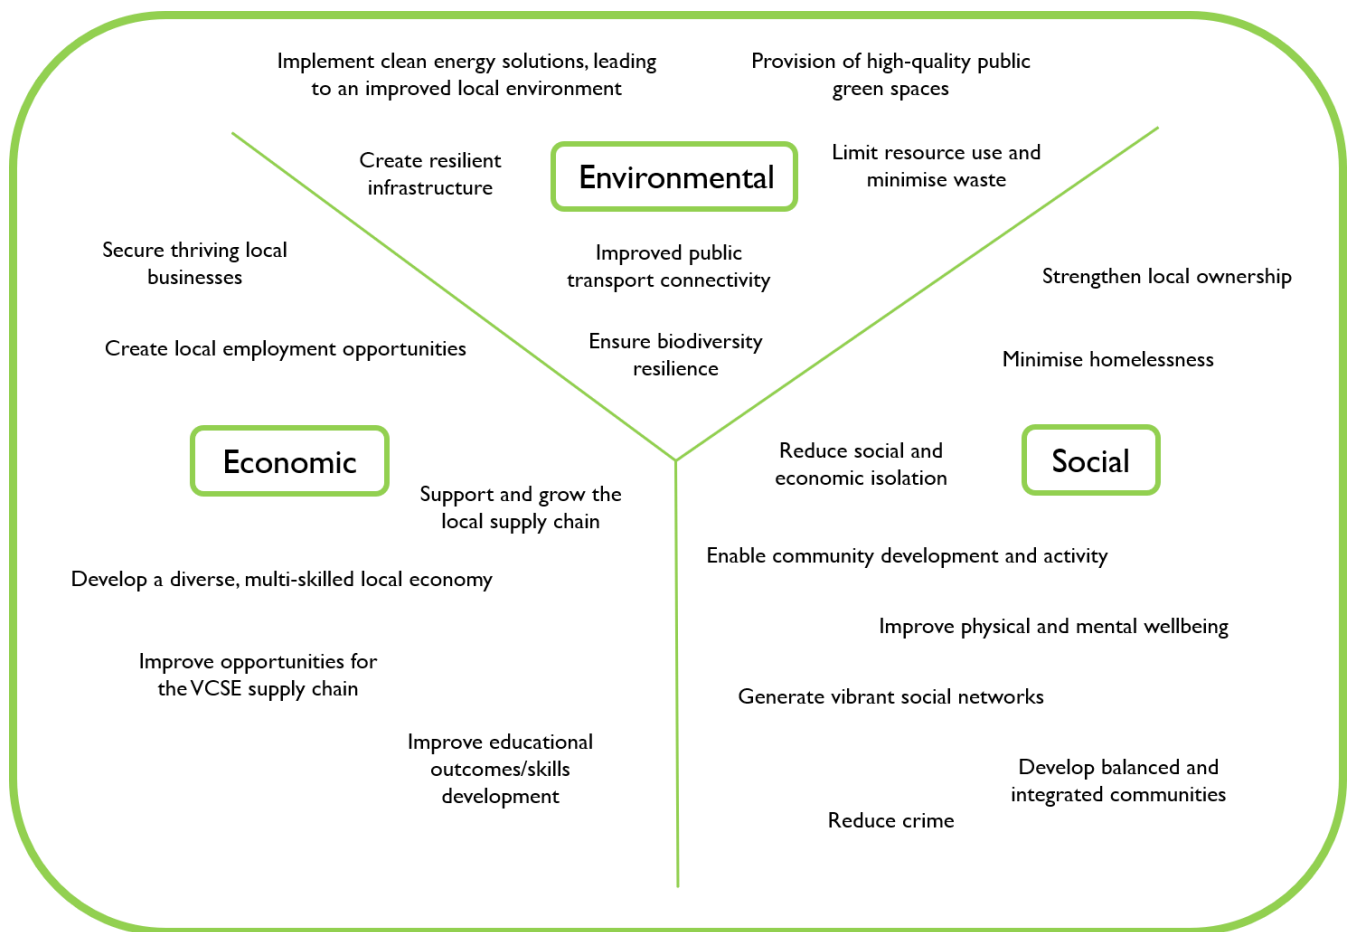 Implement clean energy solutions, leading
to an improved local environment
Provision of high-quality public
green spaces
Create resilient
infrastructure
Environmental
Limit resource use and
minimise waste
Improved public
transport connectivity
Ensure biodiversity
resilience
Secure thriving local
businesses
Create local employment opportunities
Economic
Support and grow the
local supply chain
Develop a diverse, multi-skilled local economy
Improve opportunities for
the VCSE supply chain
Improve educational
outcomes/skills
development
Strengthen local ownership
Minimise homelessness
Reduce social and
economic isolation
Social
Enable community development and activity
Improve physical and mental wellbeing
Generate vibrant social networks
Develop balanced and
integrated communities
Reduce crime